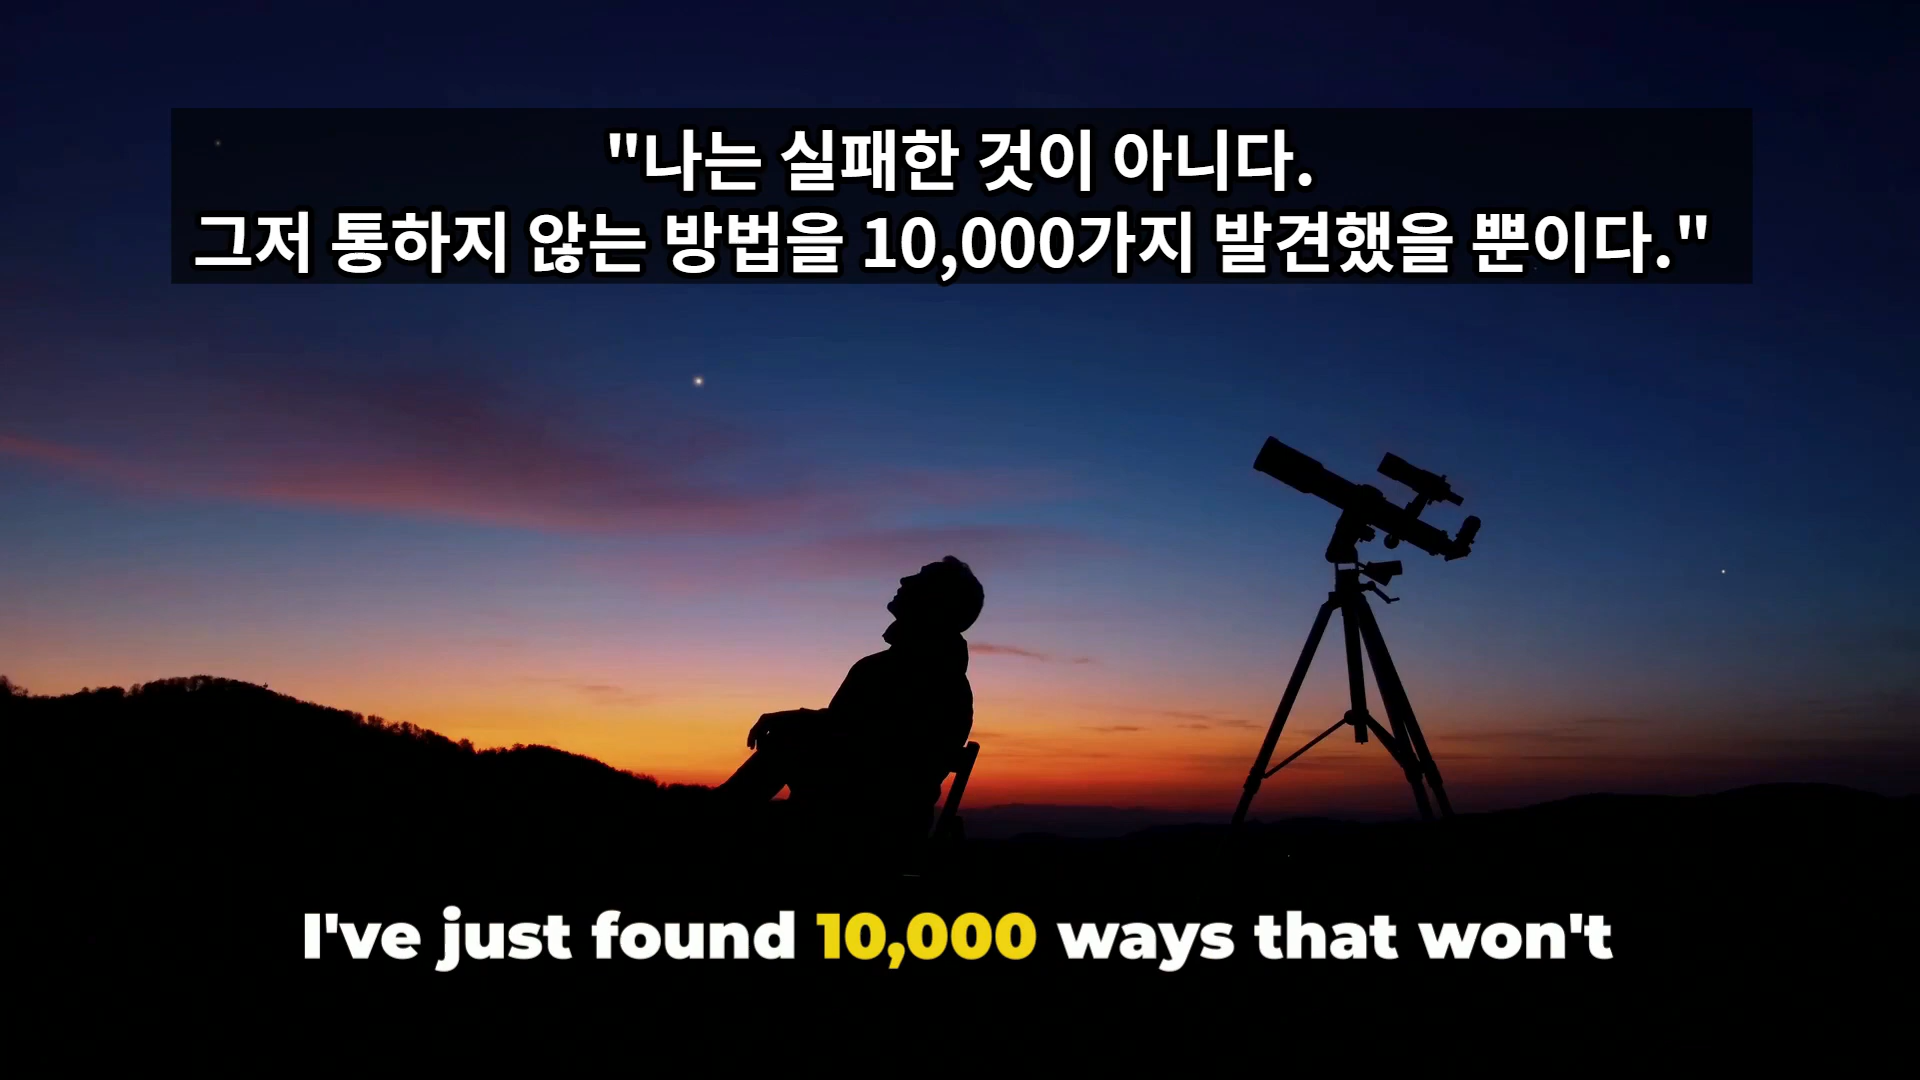 "나는 실패한 것이 아니다.
그저 통하지 않는 방법을 10,000가지 발견했을 뿐이다."
I've just found 10,000 ways that won't